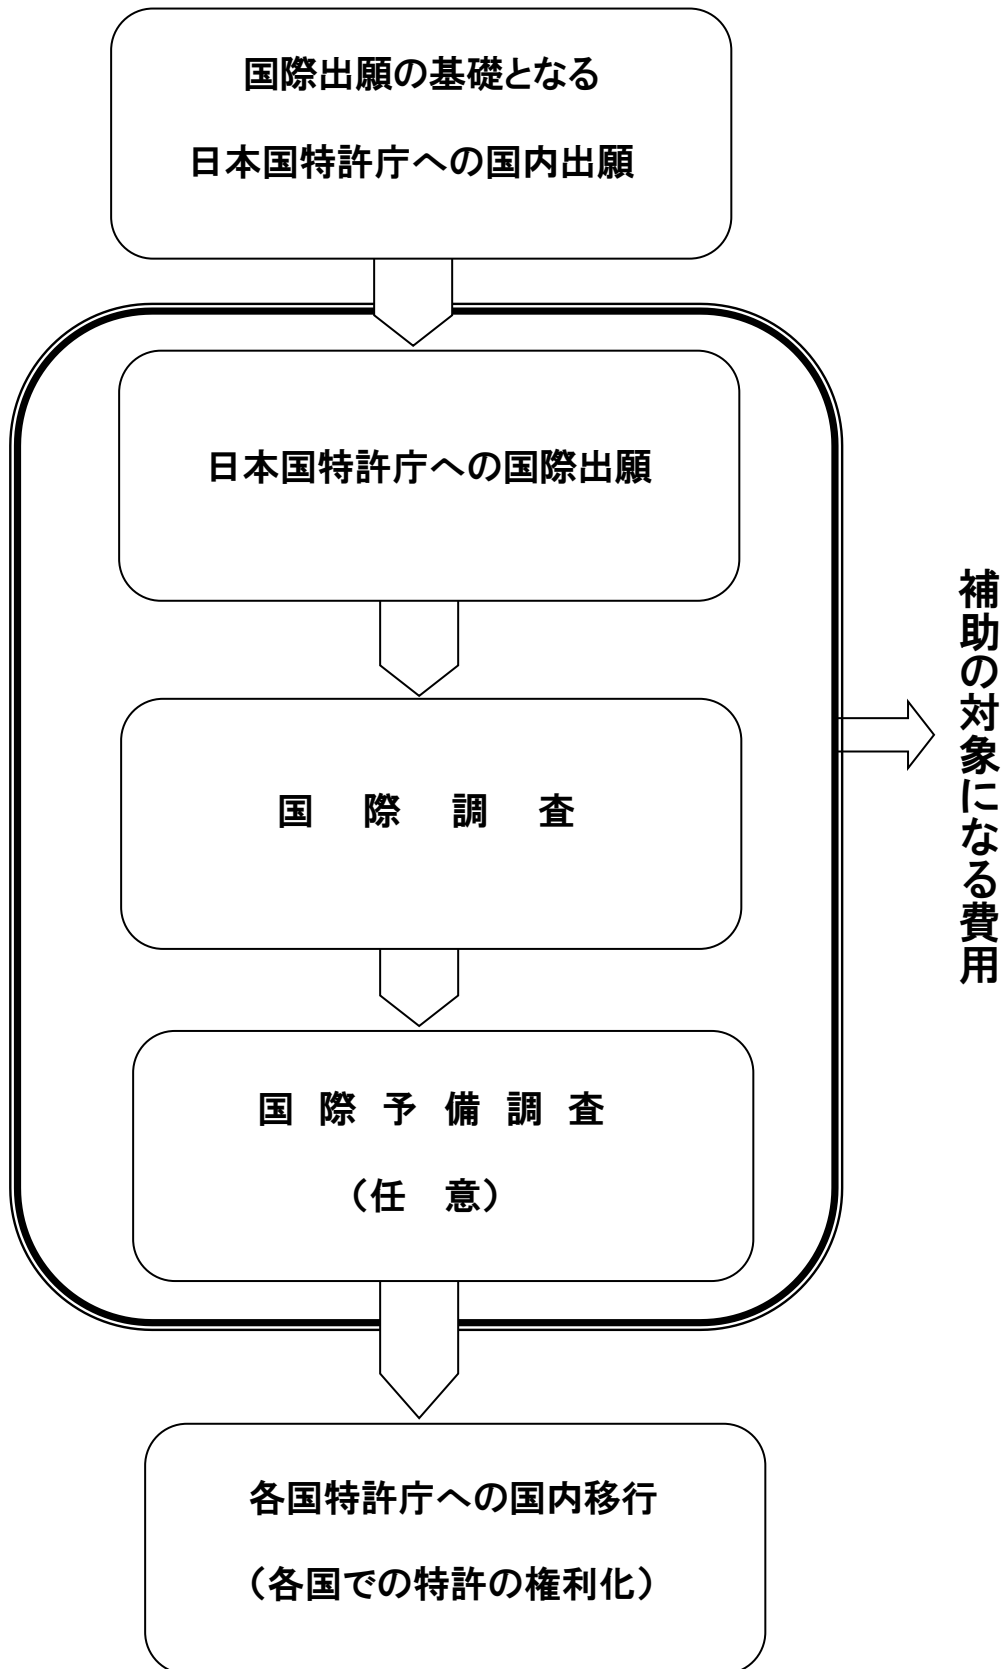 国際出願の基礎となる
日本国特許庁への国内出願
日本国特許庁への国際出願
国　際　調　査
国 際 予 備 調 査
（任　意）
補助の対象になる費用
各国特許庁への国内移行
（各国での特許の権利化）